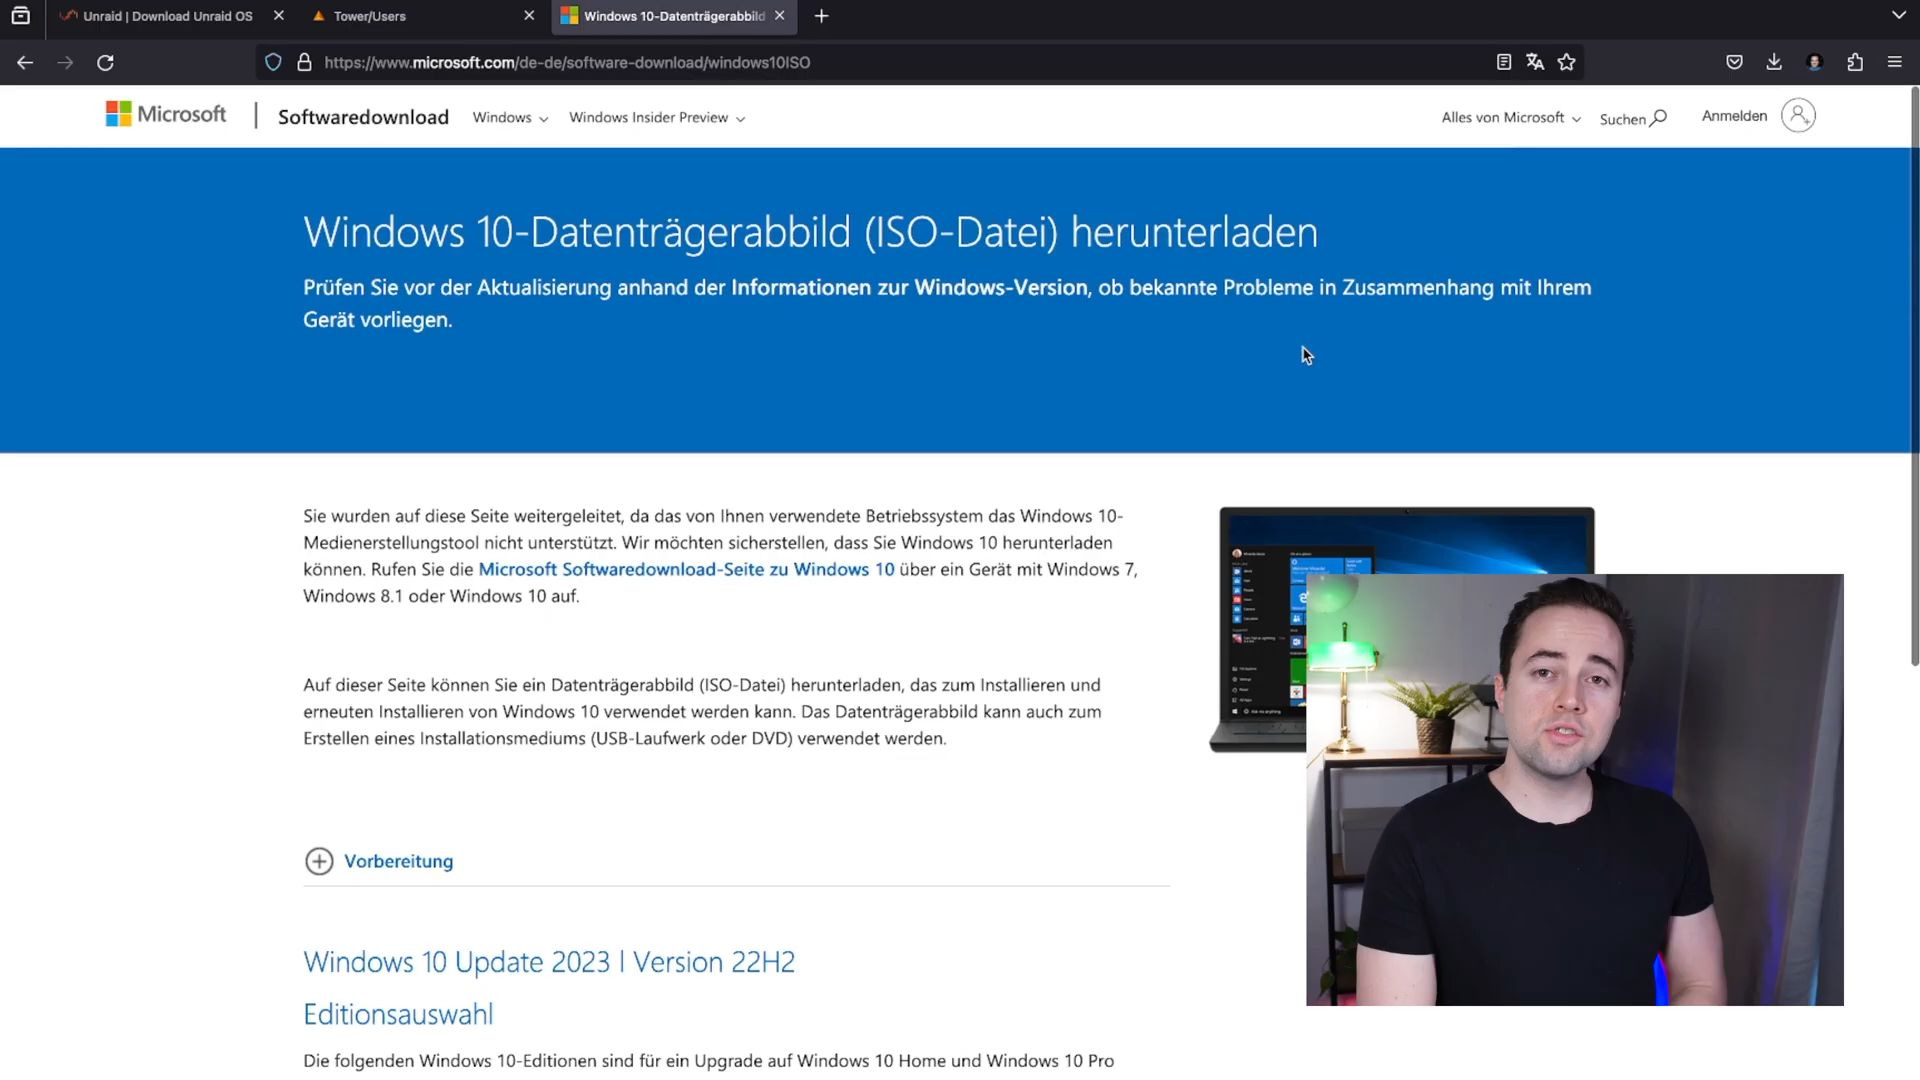 Unraid | Download Unraid OS
Tower/Users
Windows 10-Datenträgerabbild
https://www.microsoft.com/de-de/software-download/windows10ISO
Microsoft
Softwaredownload
Windows
Windows Insider Preview
Alles von Microsoft
Suchen
Anmelden
Windows 10-Datenträgerabbild (ISO-Datei) herunterladen
Prüfen Sie vor der Aktualisierung anhand der Informationen zur Windows-Version, ob bekannte Probleme in Zusammenhang mit Ihrem
Gerät vorliegen.
Sie wurden auf diese Seite weitergeleitet, da das von Ihnen verwendete Betriebssystem das Windows 10-
Medienerstellungstool nicht unterstützt. Wir möchten sicherstellen, dass Sie Windows 10 herunterladen
können. Rufen Sie die Microsoft Softwaredownload-Seite zu Windows 10 über ein Gerät mit Windows 7,
Windows 8.1 oder Windows 10 auf.
Auf dieser Seite können Sie ein Datenträgerabbild (ISO-Datei) herunterladen, das zum Installieren und
erneuten Installieren von Windows 10 verwendet werden kann. Das Datenträgerabbild kann auch zum
Erstellen eines Installationsmediums (USB-Laufwerk oder DVD) verwendet werden.
Vorbereitung
Windows 10 Update 2023 | Version 22H2
Editionsauswahl
Die folgenden Windows 10-Editionen sind für ein Upgrade auf Windows 10 Home und Windows 10 Pro